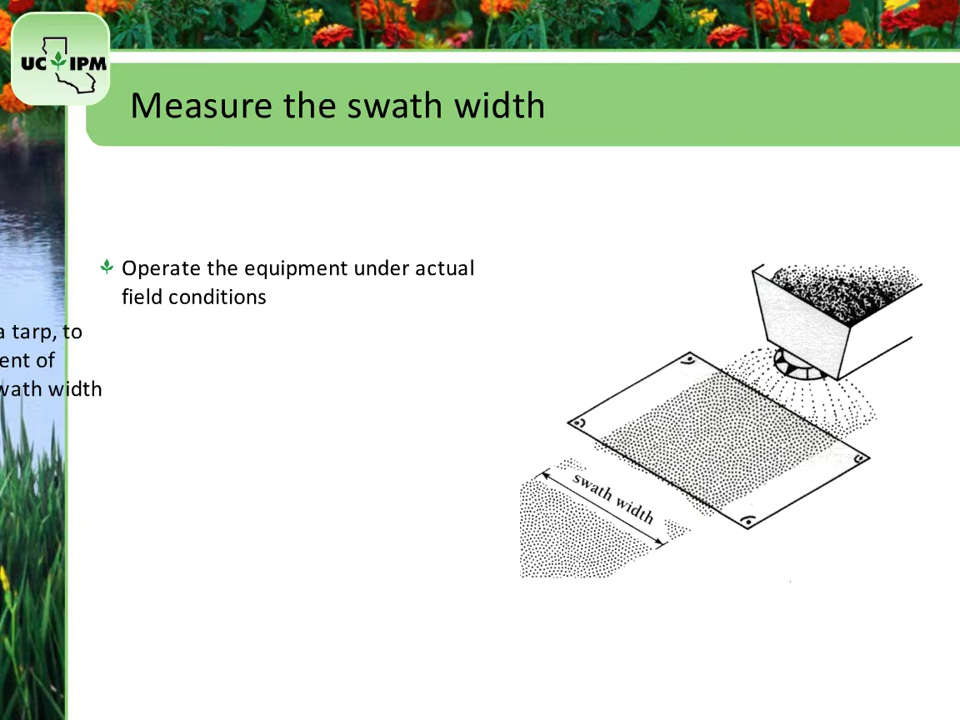 UC IPM
Measure the swath width
Operate the equipment under actual
field conditions
a tarp, to
ent of
wath width
swath width